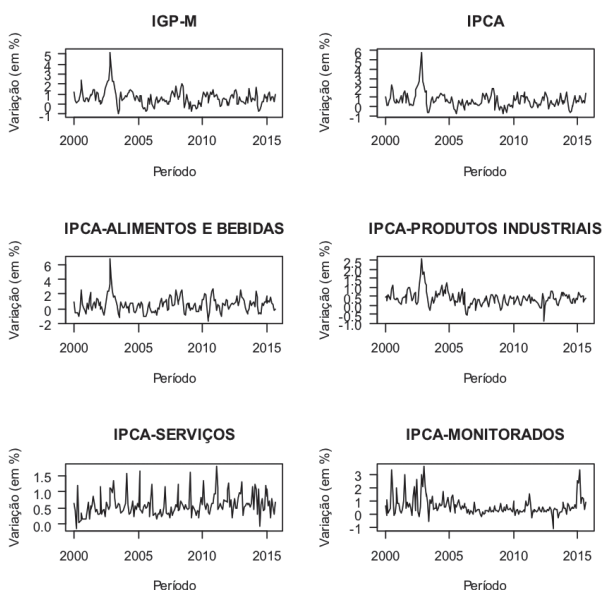 IGP-M
Variação (em %)
5
4
3
2
1
0
-1
2000 2005 2010 2015
Período
IPCA
Variação (em %)
6
5
4
3
2
1
0
-1
2000 2005 2010 2015
Período
IPCA-ALIMENTOS E BEBIDAS
Variação (em %)
6
4
2
0
-2
2000 2005 2010 2015
Período
IPCA-PRODUTOS INDUSTRIAIS
Variação (em %)
2.5
2.0
1.5
1.0
0.5
0.0
-0.5
-1.0
2000 2005 2010 2015
Período
IPCA-SERVIÇOS
Variação (em %)
1.5
1.0
0.5
0.0
2000 2005 2010 2015
Período
IPCA-MONITORADOS
Variação (em %)
3
2
1
0
-1
2000 2005 2010 2015
Período